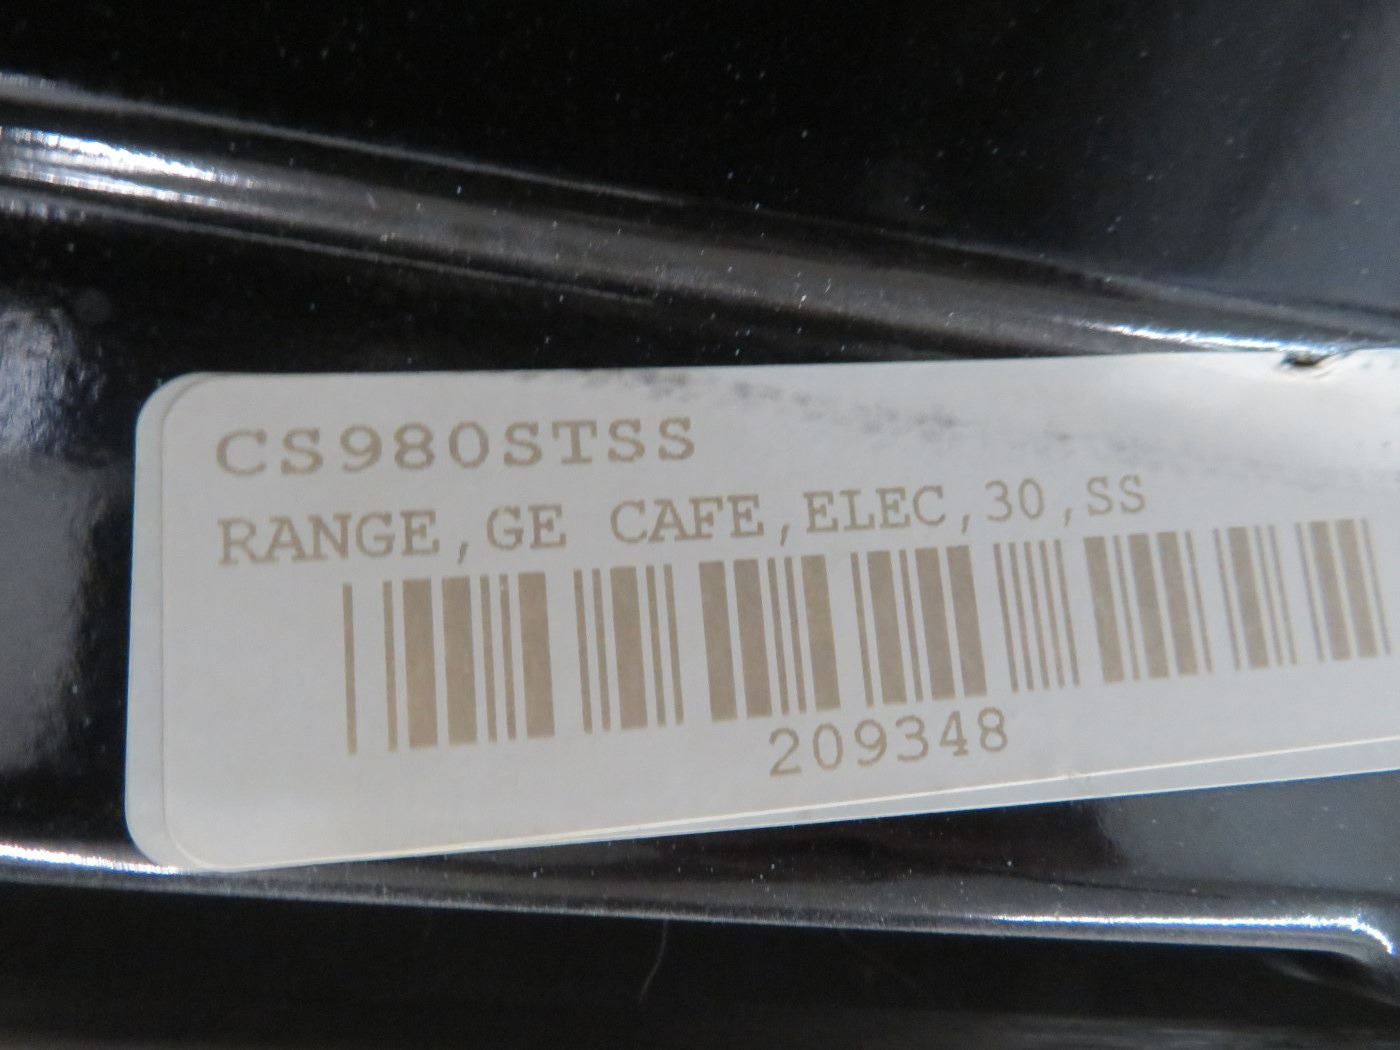 CS980STSS
RANGE,GE CAFE,ELEC,30,SS
209348